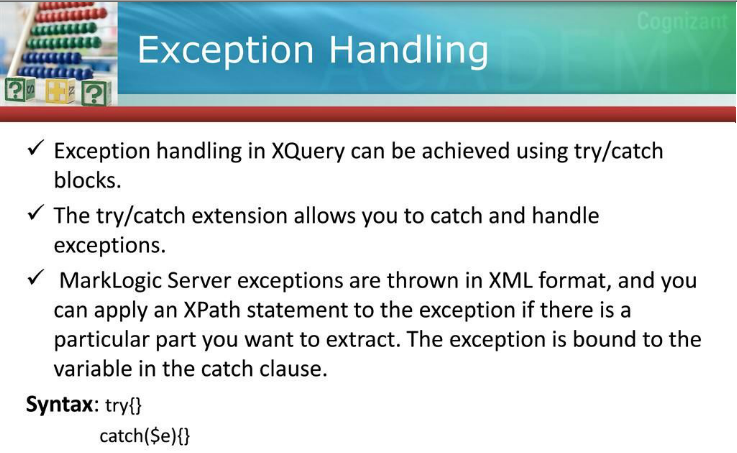 Cognizant
Exception Handling
ACADEMY
✓ Exception handling in XQuery can be achieved using try/catch
blocks.
✓ The try/catch extension allows you to catch and handle
exceptions.
✓ MarkLogic Server exceptions are thrown in XML format, and you
can apply an XPath statement to the exception if there is a
particular part you want to extract. The exception is bound to the
variable in the catch clause.
Syntax: try{}
catch($e){}